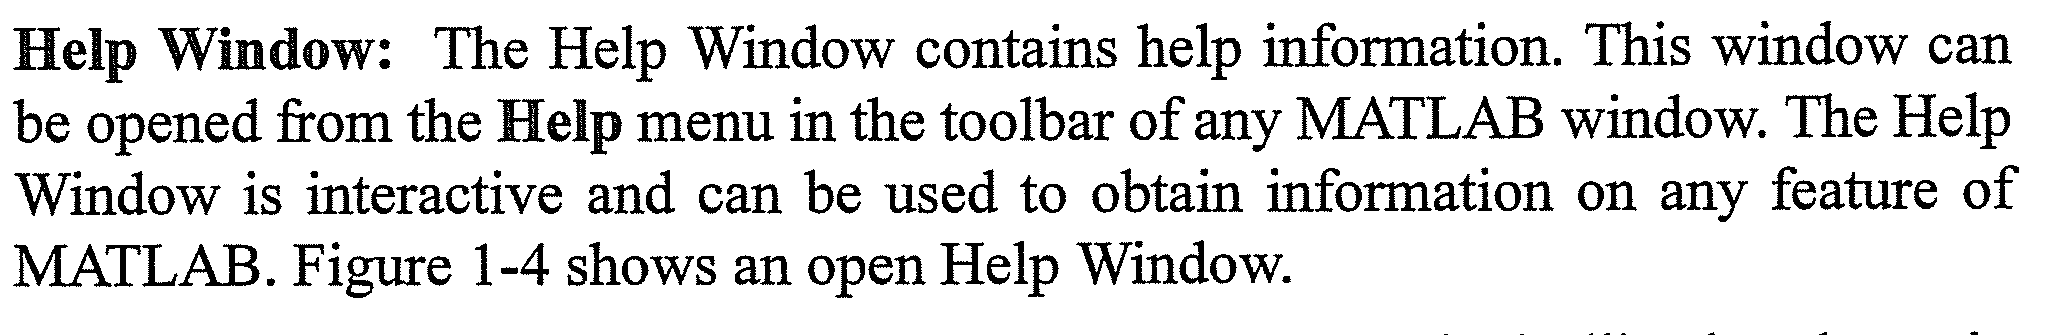 Help Window: The Help Window contains help information. This window can
be opened from the Help menu in the toolbar of any MATLAB window. The Help
Window is interactive and can be used to obtain information on any feature of
MATLAB. Figure 1-4 shows an open Help Window.